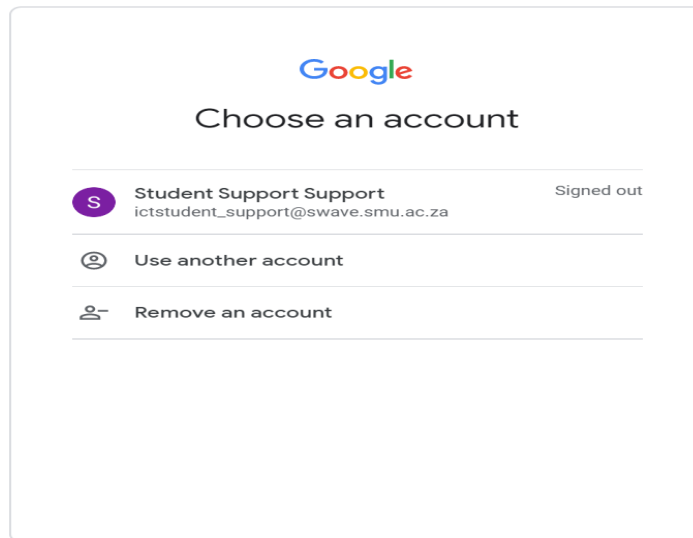 Google
Choose an account
S
Student Support Support
Signed out
ictstudent_support@swave.smu.ac.za
Use another account
Remove an account